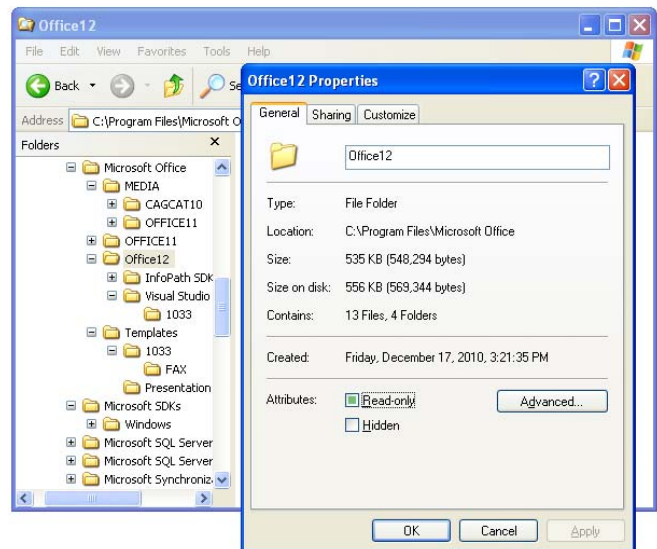 Office12
File Edit View Favorites Tools Help
Back
Address C:\Program Files\Microsoft O
Folders
Microsoft Office
MEDIA
CAGCAT10
OFFICE11
OFFICE11
Office12
InfoPath SDK
Visual Studio
1033
Templates
1033
FAX
Presentation
Microsoft SDKs
Windows
Microsoft SQL Server
Microsoft SQL Server
Microsoft Synchroniz
Office12 Properties
General Sharing Customize
Office12
Type: File Folder
Location: C:\Program Files\Microsoft Office
Size: 535 KB (548,294 bytes)
Size on disk: 556 KB (569,344 bytes)
Contains: 13 Files, 4 Folders
Created: Friday, December 17, 2010, 3:21:35 PM
Attributes: Read-only Advanced...
Hidden
OK Cancel Apply